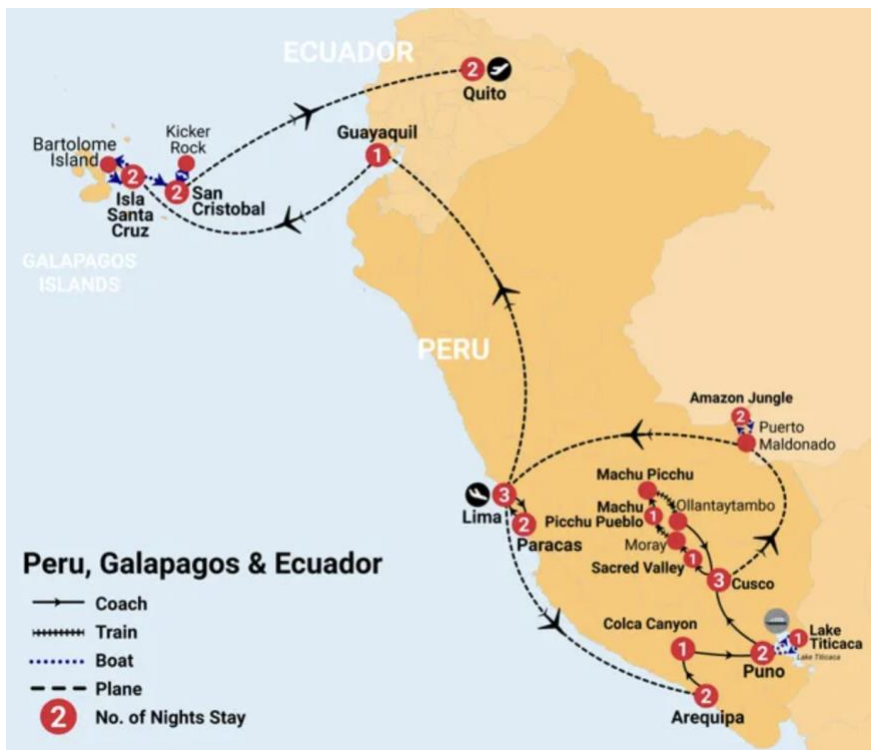 ECUADOR
2
Quito
Guayaquil
1
Kicker
Rock
Bartolome
Island
2
2
San
Cristobal
Isla
Santa
Cruz
GALAPAGOS
ISLANDS
PERU
Amazon Jungle
2
Puerto
Maldonado
Machu Picchu
3
Lima
Ollantaytambo
Machu
Picchu Pueblo
1
2
Paracas
Moray
Sacred Valley
1
3
Cusco
Colca Canyon
1
Lake
Titicaca
Lake Titicaca
1
2
Puno
2
Arequipa
Peru, Galapagos & Ecuador
Coach
Train
Boat
Plane
2
No. of Nights Stay